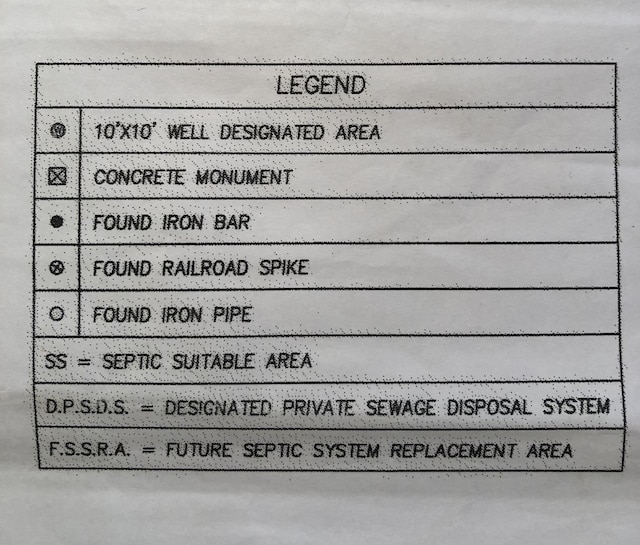 LEGEND
10'X10' WELL DESIGNATED AREA
CONCRETE MONUMENT
FOUND IRON BAR
FOUND RAILROAD SPIKE
FOUND IRON PIPE
SS = SEPTIC SUITABLE AREA
D.P.S.D.S. = DESIGNATED PRIVATE SEWAGE DISPOSAL SYSTEM
F.S.S.R.A. = FUTURE SEPTIC SYSTEM REPLACEMENT AREA